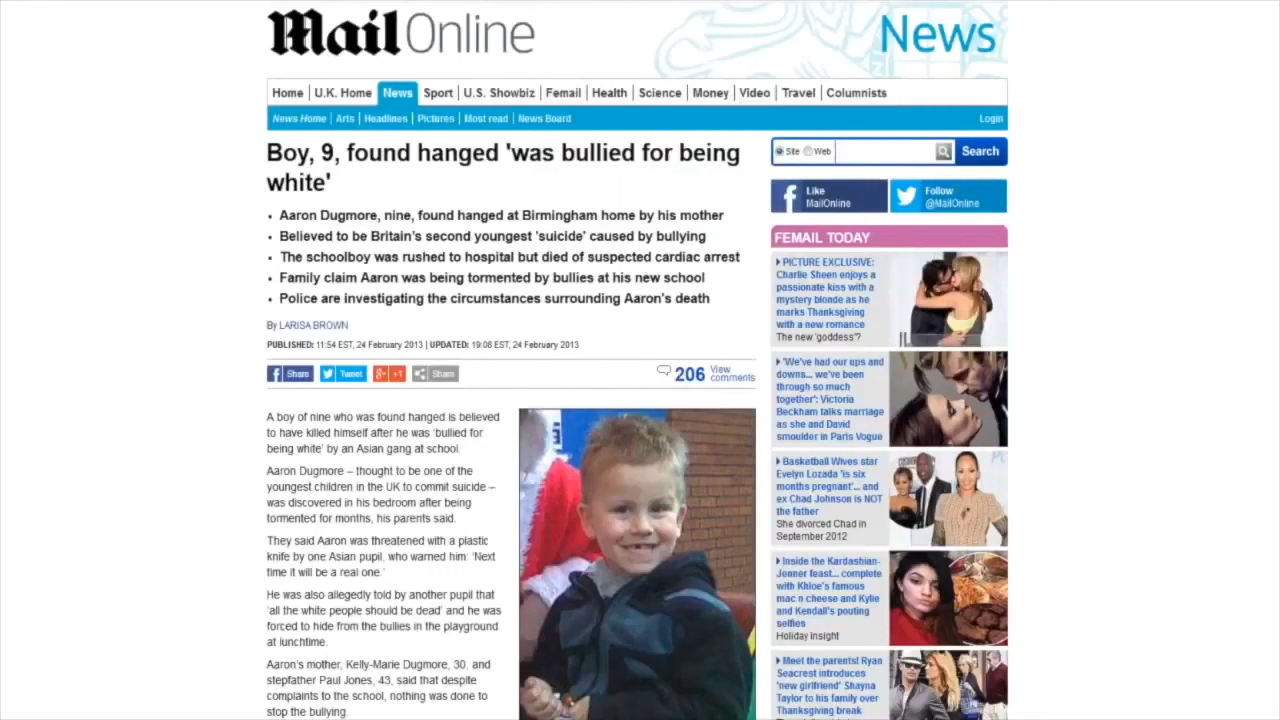 Mail Online
News
Home | U.K. Home | News | Sport | U.S. Showbiz | Femail | Health | Science | Money | Video | Travel | Columnists
News Home | Arts | Headlines | Pictures | Most read | News Board
Login
Boy, 9, found hanged 'was bullied for being
white'
• Aaron Dugmore, nine, found hanged at Birmingham home by his mother
• Believed to be Britain's second youngest 'suicide' caused by bullying
• The schoolboy was rushed to hospital but died of suspected cardiac arrest
• Family claim Aaron was being tormented by bullies at his new school
• Police are investigating the circumstances surrounding Aaron's death
By LARISA BROWN
PUBLISHED: 11:54 EST, 24 February 2013 | UPDATED: 19:08 EST, 24 February 2013
Share
Tweet
+1
Share
206
View
comments
A boy of nine who was found hanged is believed
to have killed himself after he was 'bullied for
being white' by an Asian gang at school.
Aaron Dugmore – thought to be one of the
youngest children in the UK to commit suicide –
was discovered in his bedroom after being
tormented for months, his parents said.
They said Aaron was threatened with a plastic
knife by one Asian pupil, who warned him: 'Next
time it will be a real one.'
He was also allegedly told by another pupil that
'all the white people should be dead' and he was
forced to hide from the bullies in the playground
at lunchtime.
Aaron's mother, Kelly-Marie Dugmore, 30, and
stepfather Paul Jones, 43, said that despite
complaints to the school, nothing was done to
stop the bullying.
Site Web
Search
Like
MailOnline
Follow
@MailOnline
FEMAIL TODAY
PICTURE EXCLUSIVE:
Charlie Sheen enjoys a
passionate kiss with a
mystery blonde as he
marks Thanksgiving
with a new romance
The new 'goddess'?
'We've had our ups and
downs... we've been
through so much
together': Victoria
Beckham talks marriage
as she and David
smoulder in Paris Vogue
Basketball Wives star
Evelyn Lozada 'is six
months pregnant'... and
ex Chad Johnson is NOT
the father
She divorced Chad in
September 2012
Inside the Kardashian-
Jenner feast... complete
with Khloe's famous
mac n cheese and Kylie
and Kendall's pouting
selfies
Holiday insight
Meet the parents! Ryan
Seacrest introduces
'new girlfriend' Shayna
Taylor to his family over
Thanksgiving break